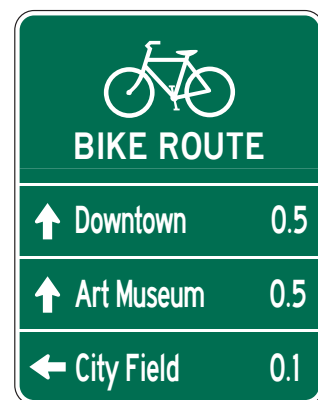 BIKE ROUTE
Downtown 0.5
Art Museum 0.5
City Field 0.1